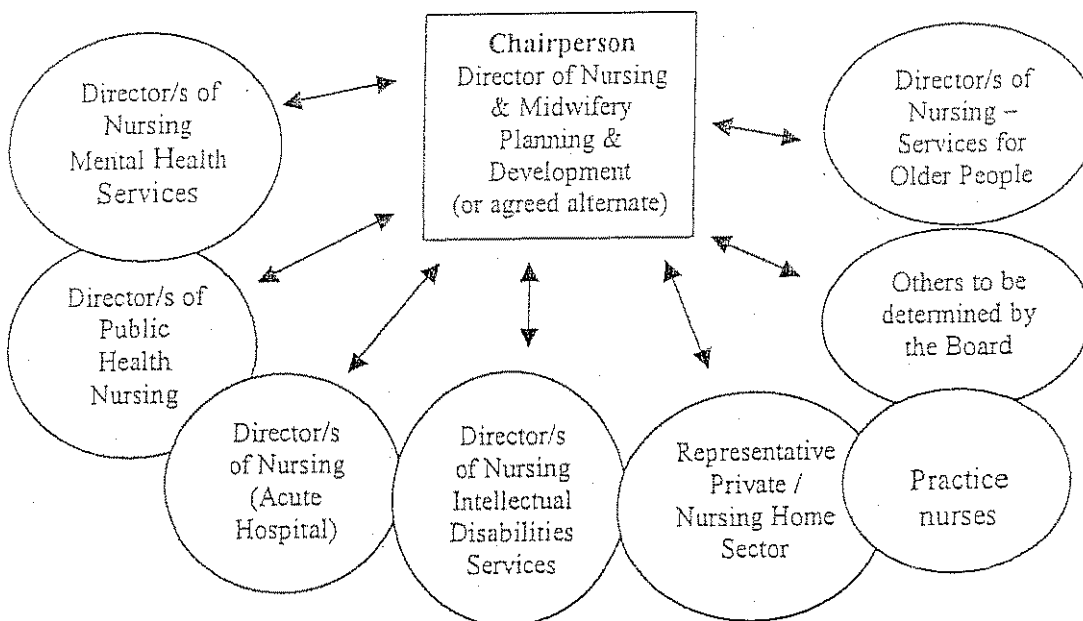 Chairperson
Director of Nursing
& Midwifery
Planning &
Development
(or agreed alternate)
Director/s of
Nursing
Mental Health
Services
Director/s of
Public
Health
Nursing
Director/s
of Nursing
(Acute
Hospital)
Director/s
of Nursing
Intellectual
Disabilities
Services
Representative
Private /
Nursing Home
Sector
Practice
nurses
Others to be
determined by
the Board
Director/s of
Nursing –
Services for
Older People